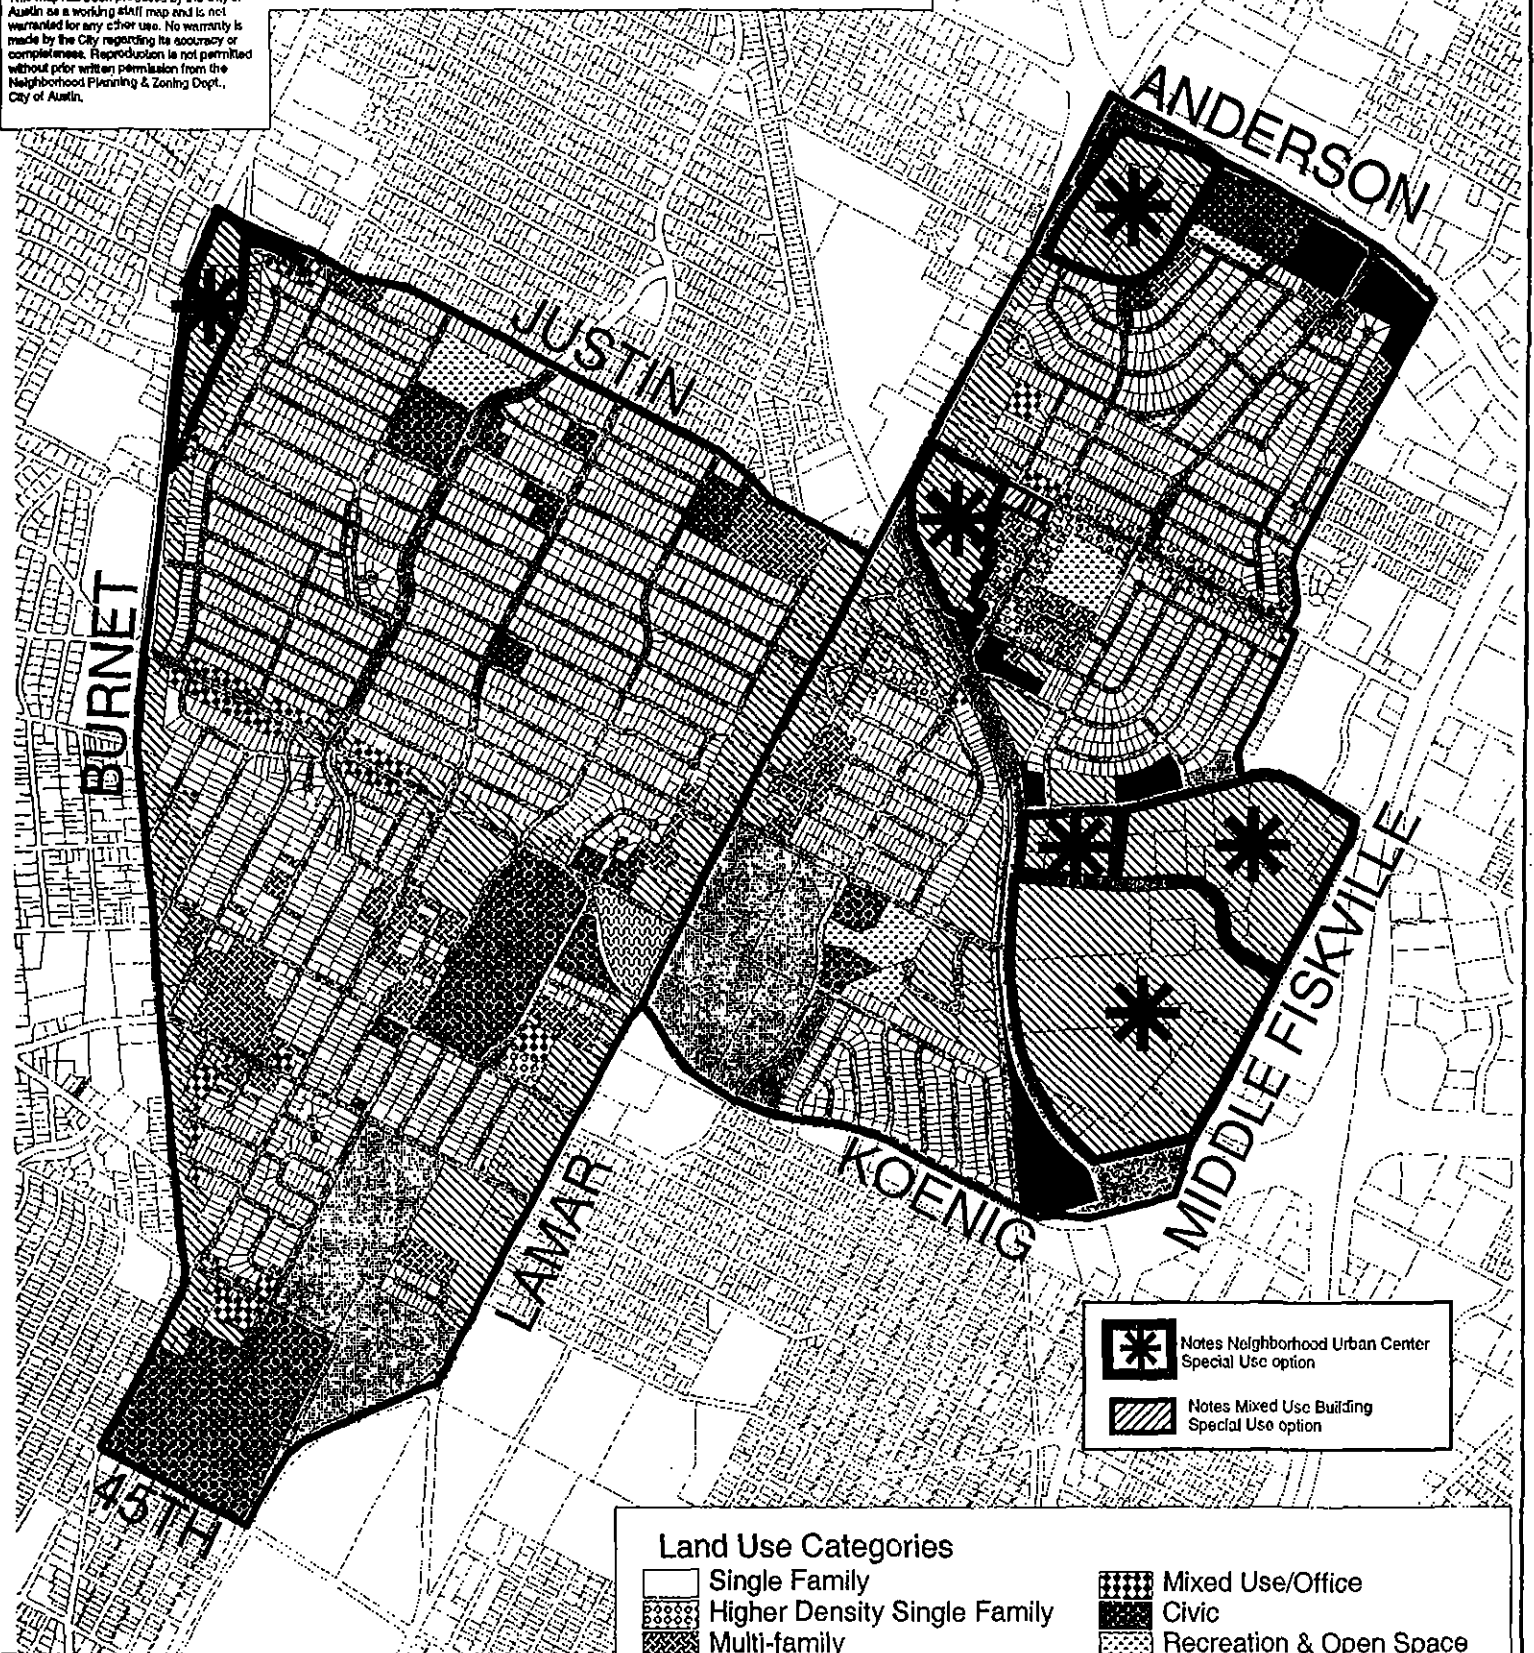 Austin as a working staff map and is not
warranted for any other use. No warranty is
made by the City regarding its accuracy or
completeness. Reproduction is not permitted
without prior written permission from the
Neighborhood Planning & Zoning Dept.,
City of Austin.
ANDERSON
JUSTIN
BURNET
MIDDLE FISKVILLE
KOENIG
LAMAR
45TH
Notes Neighborhood Urban Center
Special Use option
Notes Mixed Use Building
Special Use option
Land Use Categories
Single Family
Higher Density Single Family
Multi-family
Mixed Use/Office
Civic
Recreation & Open Space